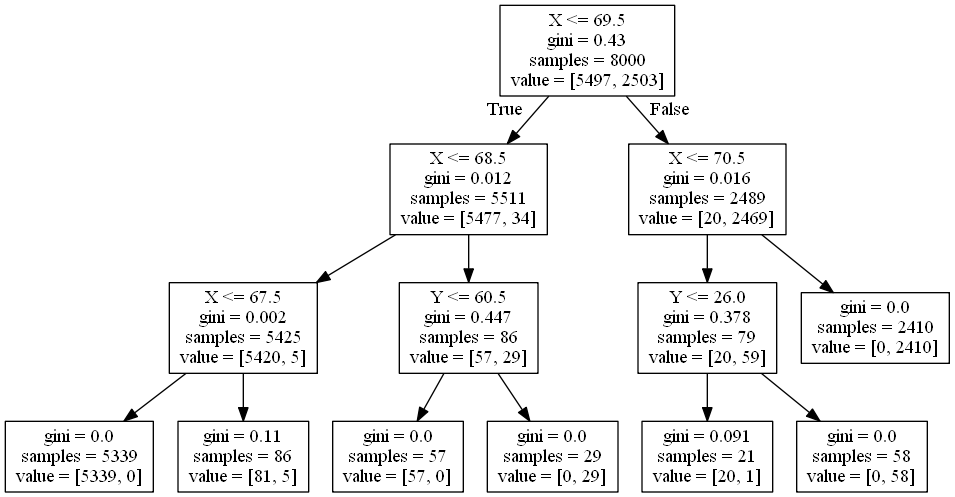 X <= 69.5
gini = 0.43
samples = 8000
value = [5497, 2503]
True
False
X <= 68.5
gini = 0.012
samples = 5511
value = [5477, 34]
X <= 70.5
gini = 0.016
samples = 2489
value = [20, 2469]
X <= 67.5
gini = 0.002
samples = 5425
value = [5420, 5]
Y <= 60.5
gini = 0.447
samples = 86
value = [57, 29]
Y <= 26.0
gini = 0.378
samples = 79
value = [20, 59]
gini = 0.0
samples = 2410
value = [0, 2410]
gini = 0.0
samples = 5339
value = [5339, 0]
gini = 0.11
samples = 86
value = [81, 5]
gini = 0.0
samples = 57
value = [57, 0]
gini = 0.0
samples = 29
value = [0, 29]
gini = 0.091
samples = 21
value = [20, 1]
gini = 0.0
samples = 58
value = [0, 58]